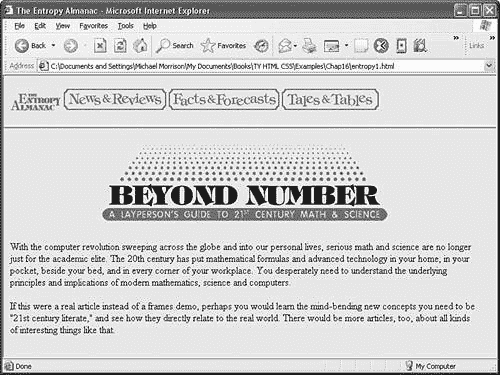 The Entropy Almanac - Microsoft Internet Explorer
File Edit View Favorites Tools Help
Back Search Favorites
Address C:\Documents and Settings\Michael Morrison\My Documents\Books\TY HTML CSS\Examples\Chap16\entropy1.html Links
THE ENTROPY ALMANAC News & Reviews Facts & Forecasts Tales & Tables
BEYOND NUMBER
A LAYPERSON'S GUIDE TO 21ST CENTURY MATH & SCIENCE
With the computer revolution sweeping across the globe and into our personal lives, serious math and science are no longer
just for the academic elite. The 20th century has put mathematical formulas and advanced technology in your home, in your
pocket, beside your bed, and in every corner of your workplace. You desperately need to understand the underlying
principles and implications of modern mathematics, science and computers.
If this were a real article instead of a frames demo, perhaps you would learn the mind-bending new concepts you need to be
"21st century literate," and see how they directly relate to the real world. There would be more articles, too, about all kinds
of interesting things like that.
Done My Computer